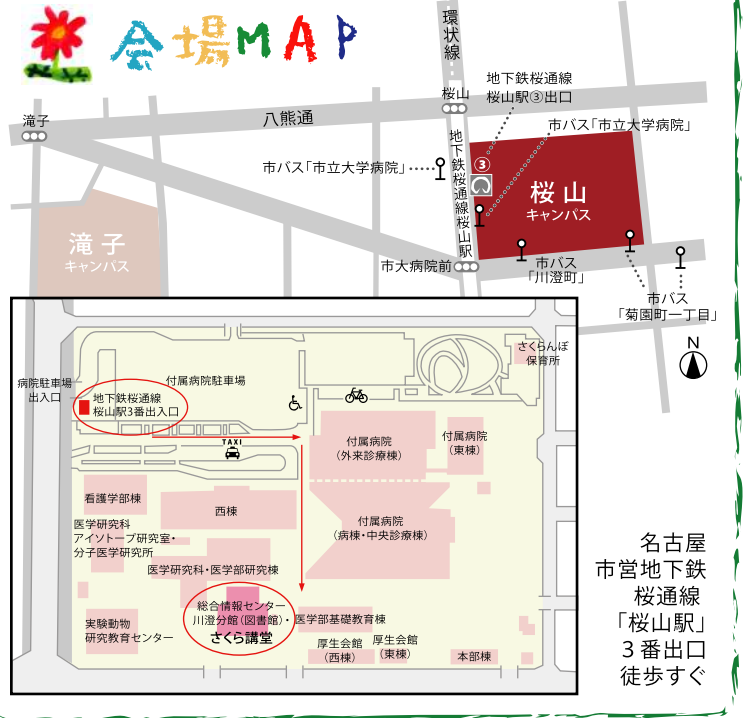 会場MAP
環状線
地下鉄桜通線
桜山駅③出口
桜山
滝子
八熊通
市バス「市立大学病院」
市バス「市立大学病院」
地下鉄桜通線桜山駅
③
桜山
キャンパス
滝子
キャンパス
市大病院前
市バス
「川澄町」
市バス
「菊園町一丁目」
N
さくらんぼ
保育所
病院駐車場
出入口
付属病院駐車場
地下鉄桜通線
桜山駅3番出入口
TAXI
付属病院
(外来診療棟)
付属病院
(東棟)
看護学部棟
西棟
付属病院
(病棟・中央診療棟)
医学研究科
アイソトープ研究室・
分子医学研究所
医学研究科・医学部研究棟
総合情報センター
川澄分館(図書館)・
さくら講堂
医学部基礎教育棟
実験動物
研究教育センター
厚生会館
(西棟)
厚生会館
(東棟)
本部棟
名古屋
市営地下鉄
桜通線
「桜山駅」
3番出口
徒歩すぐ